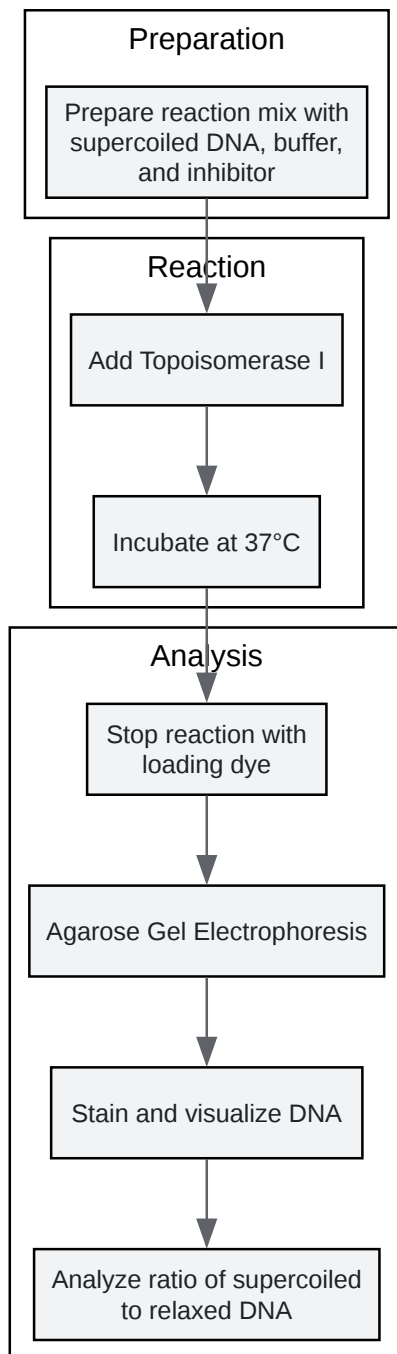 Preparation
Prepare reaction mix with
supercoiled DNA, buffer,
and inhibitor
Reaction
Add Topoisomerase I
Incubate at 37°C
Analysis
Stop reaction with
loading dye
Agarose Gel Electrophoresis
Stain and visualize DNA
Analyze ratio of supercoiled
to relaxed DNA